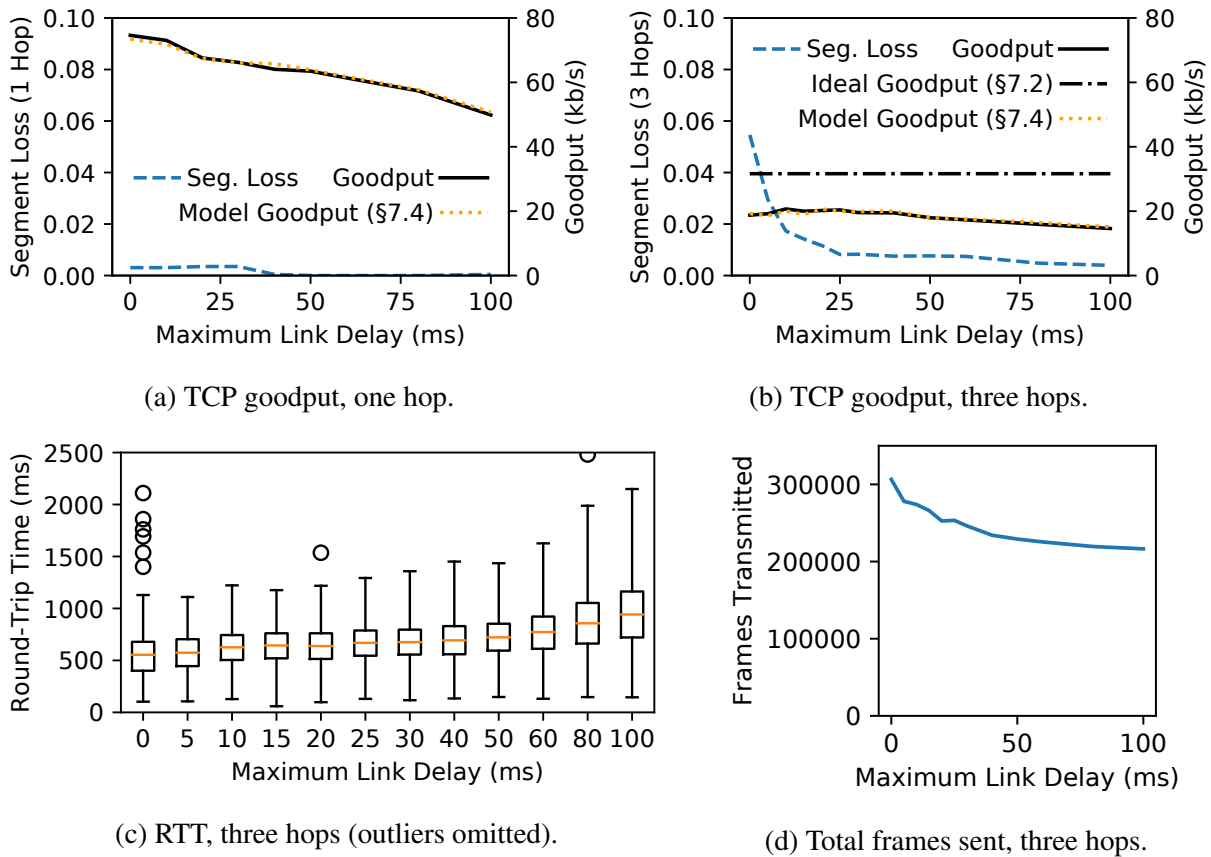 0.10
0.08
0.06
0.04
0.02
0.00
Segment Loss (1 Hop)
80
60
40
20
0
Goodput (kb/s)
Seg. Loss
Goodput
Model Goodput (§7.4)
0
25
50
75
100
Maximum Link Delay (ms)
(a) TCP goodput, one hop.
0.10
0.08
0.06
0.04
0.02
0.00
Segment Loss (3 Hops)
80
60
40
20
0
Goodput (kb/s)
Seg. Loss
Goodput
Ideal Goodput (§7.2)
Model Goodput (§7.4)
0
25
50
75
100
Maximum Link Delay (ms)
(b) TCP goodput, three hops.
2500
2000
1500
1000
500
0
Round-Trip Time (ms)
0
5
10
15
20
25
30
40
50
60
80
100
Maximum Link Delay (ms)
(c) RTT, three hops (outliers omitted).
300000
200000
100000
0
Frames Transmitted
0
50
100
Maximum Link Delay (ms)
(d) Total frames sent, three hops.